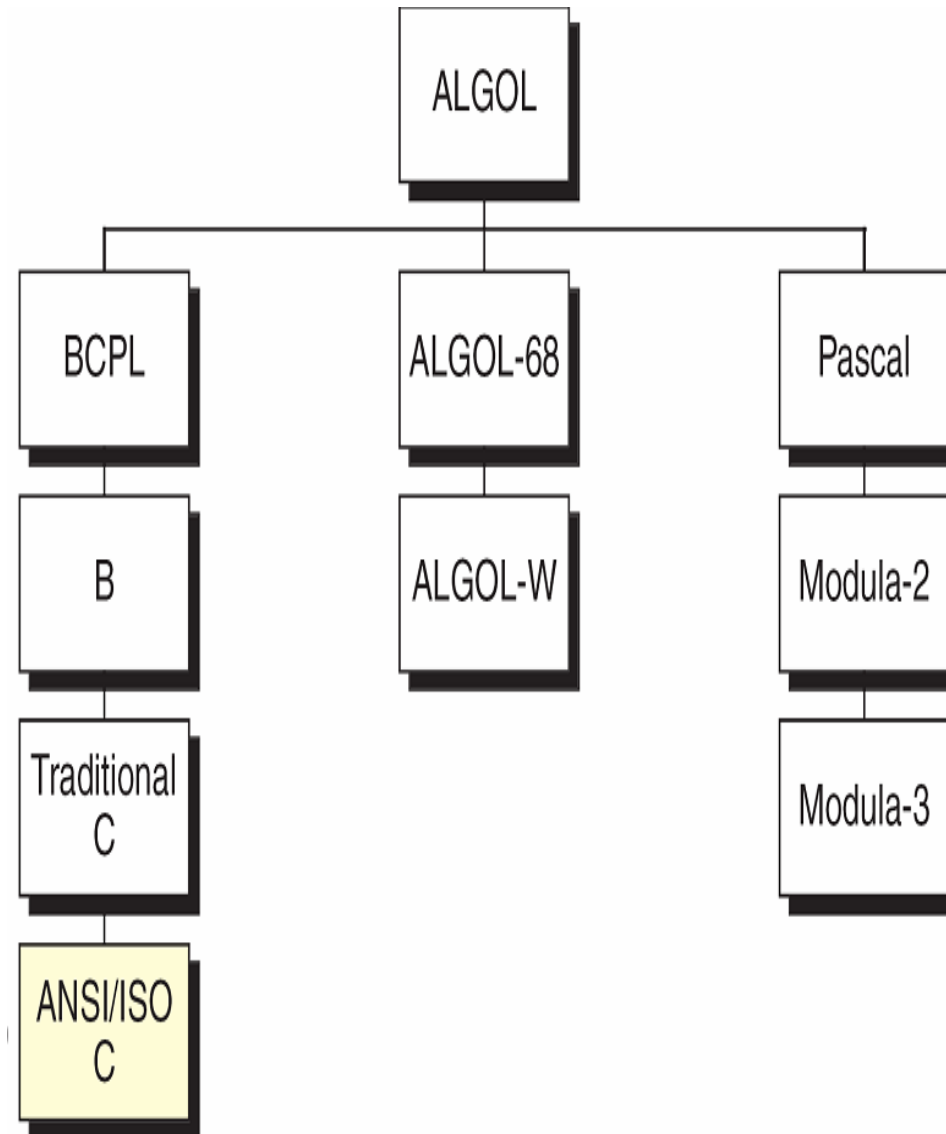 ALGOL
BCPL
ALGOL-68
Pascal
B
ALGOL-W
Modula-2
Traditional
C
Modula-3
ANSI/ISO
C